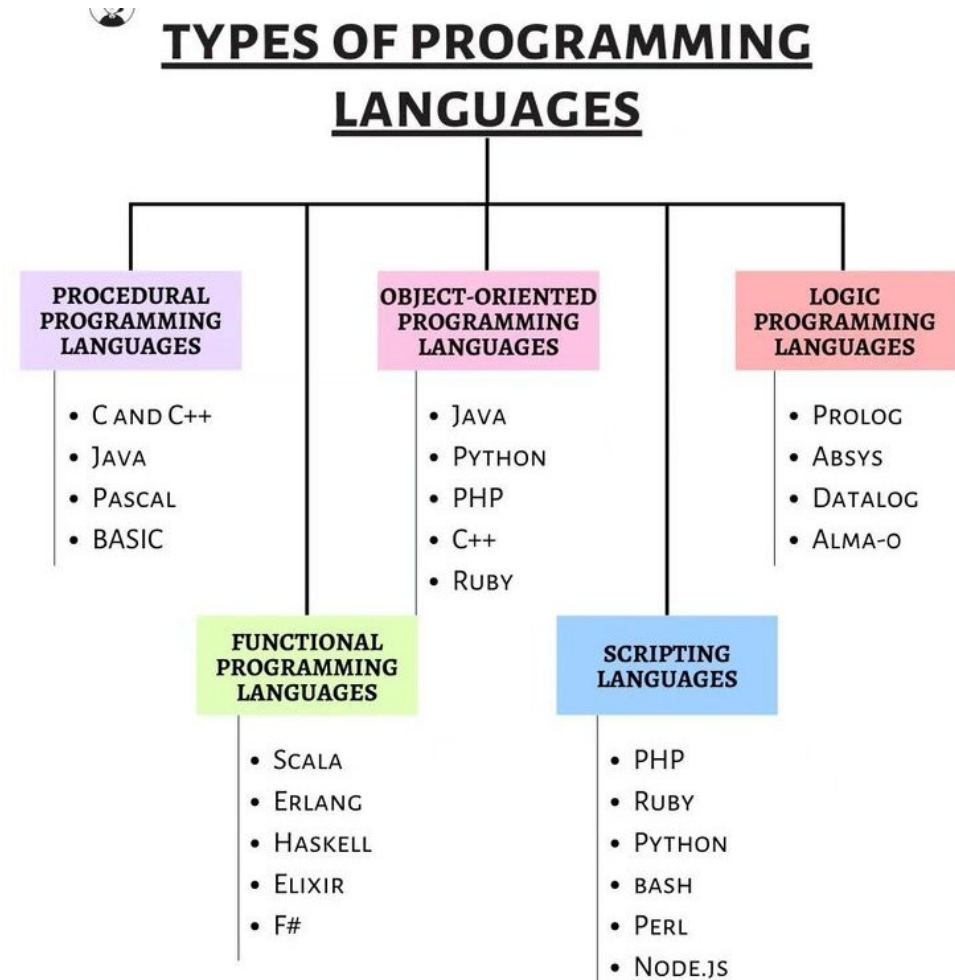 TYPES OF PROGRAMMING
LANGUAGES
PROCEDURAL
PROGRAMMING
LANGUAGES
• C AND C++
• JAVA
• PASCAL
• BASIC
OBJECT-ORIENTED
PROGRAMMING
LANGUAGES
• JAVA
• PYTHON
• PHP
• C++
• RUBY
LOGIC
PROGRAMMING
LANGUAGES
• PROLOG
• ABSYS
• DATALOG
• ALMA-0
FUNCTIONAL
PROGRAMMING
LANGUAGES
• SCALA
• ERLANG
• HASKELL
• ELIXIR
• F#
SCRIPTING
LANGUAGES
• PHP
• RUBY
• PYTHON
• BASH
• PERL
• NODE.JS